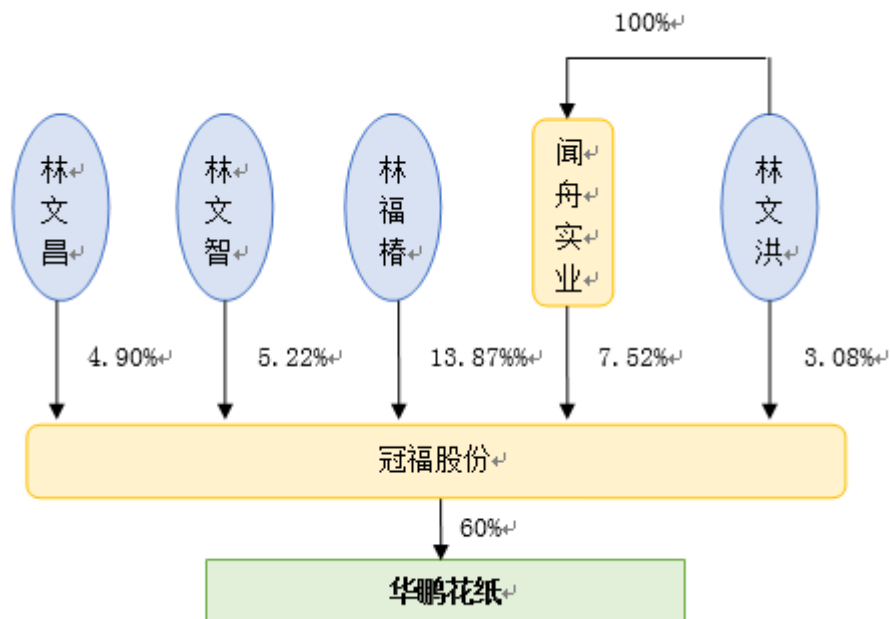 100%↵
林↵
文
昌↵
林↵
文
智↵
林
福
椿↵
闻↵
舟↵
实↵
业↵
林
文
洪↵
4.90%↵
5.22%↵
13.87%%↵
7.52%↵
3.08%↵
冠福股份↵
60%↵
华鹏花纸↵